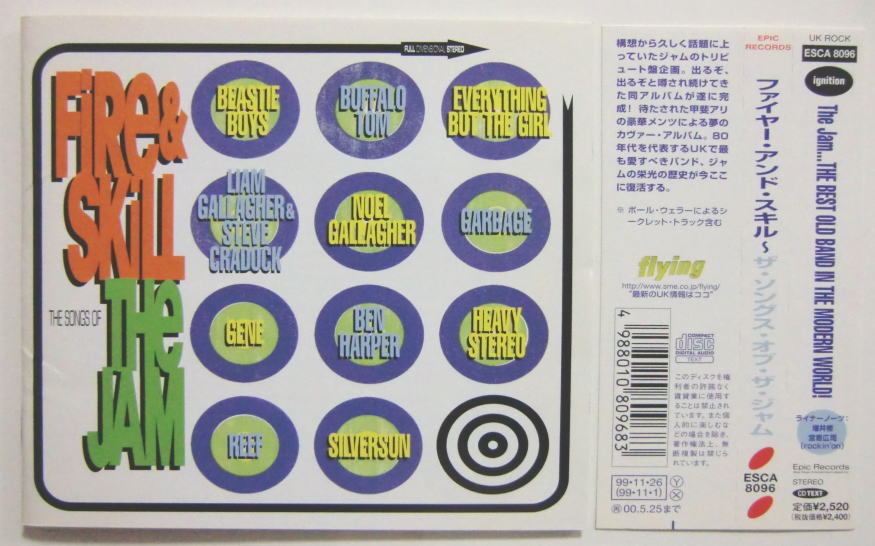 FULL DIMENSIONAL STEREO
FiRe &
SKiLL
THE SONGS OF
THe
JAM
BEASTIE
BOYS
BUFFALO
TOM
EVERYTHING
BUT THE GIRL
LIAM
GALLAGHER &
STEVE
CRADOCK
NOEL
GALLAGHER
GARBAGE
GENE
BEN
HARPER
HEAVY
STEREO
REEF
SILVERSON
構想から久しく話題に上
っていたジャムのトリビ
ュート盤企画。出るぞ、
出るぞと噂され続けてき
た同アルバムが遂に完
成! 待たされた甲斐アリ
の豪華メンツによる夢の
カヴァー・アルバム。80
年代を代表するUKで最
も愛すべきバンド、ジャ
ムの栄光の歴史が今ここ
に復活する。
※ ポール・ウェラーによるシ
ークレット・トラック含む
flying
http://www.sme.co.jp/flying/
"最新のUK情報はココ"
4 988010 809683
COMPACT
disc
DIGITAL AUDIO
TEXT
このディスクを権
利者の許諾なく
賃貸業に使用す
ることは禁止され
ています。また個
人的に楽しむな
どの場合を除き、
著作権法上、無
断複製は禁じら
れています。
99・11・26 Ⓨ
(99・11・1) Ⓧ
㋿00.5.25まで
EPIC
RECORDS
ファイヤー・アンド・スキル〜ザ・ソングス・オブ・ザ・ジャム
ESCA
8096
UK ROCK
ESCA 8096
ignition
The Jam... THE BEST OLD BAND IN THE MODERN WORLD!
ライナーノーツ:
増井修
宮嵜広司
(rockin'on)
Epic Records
STEREO
CD TEXT
定価¥2,520
(税抜価格¥2,400)